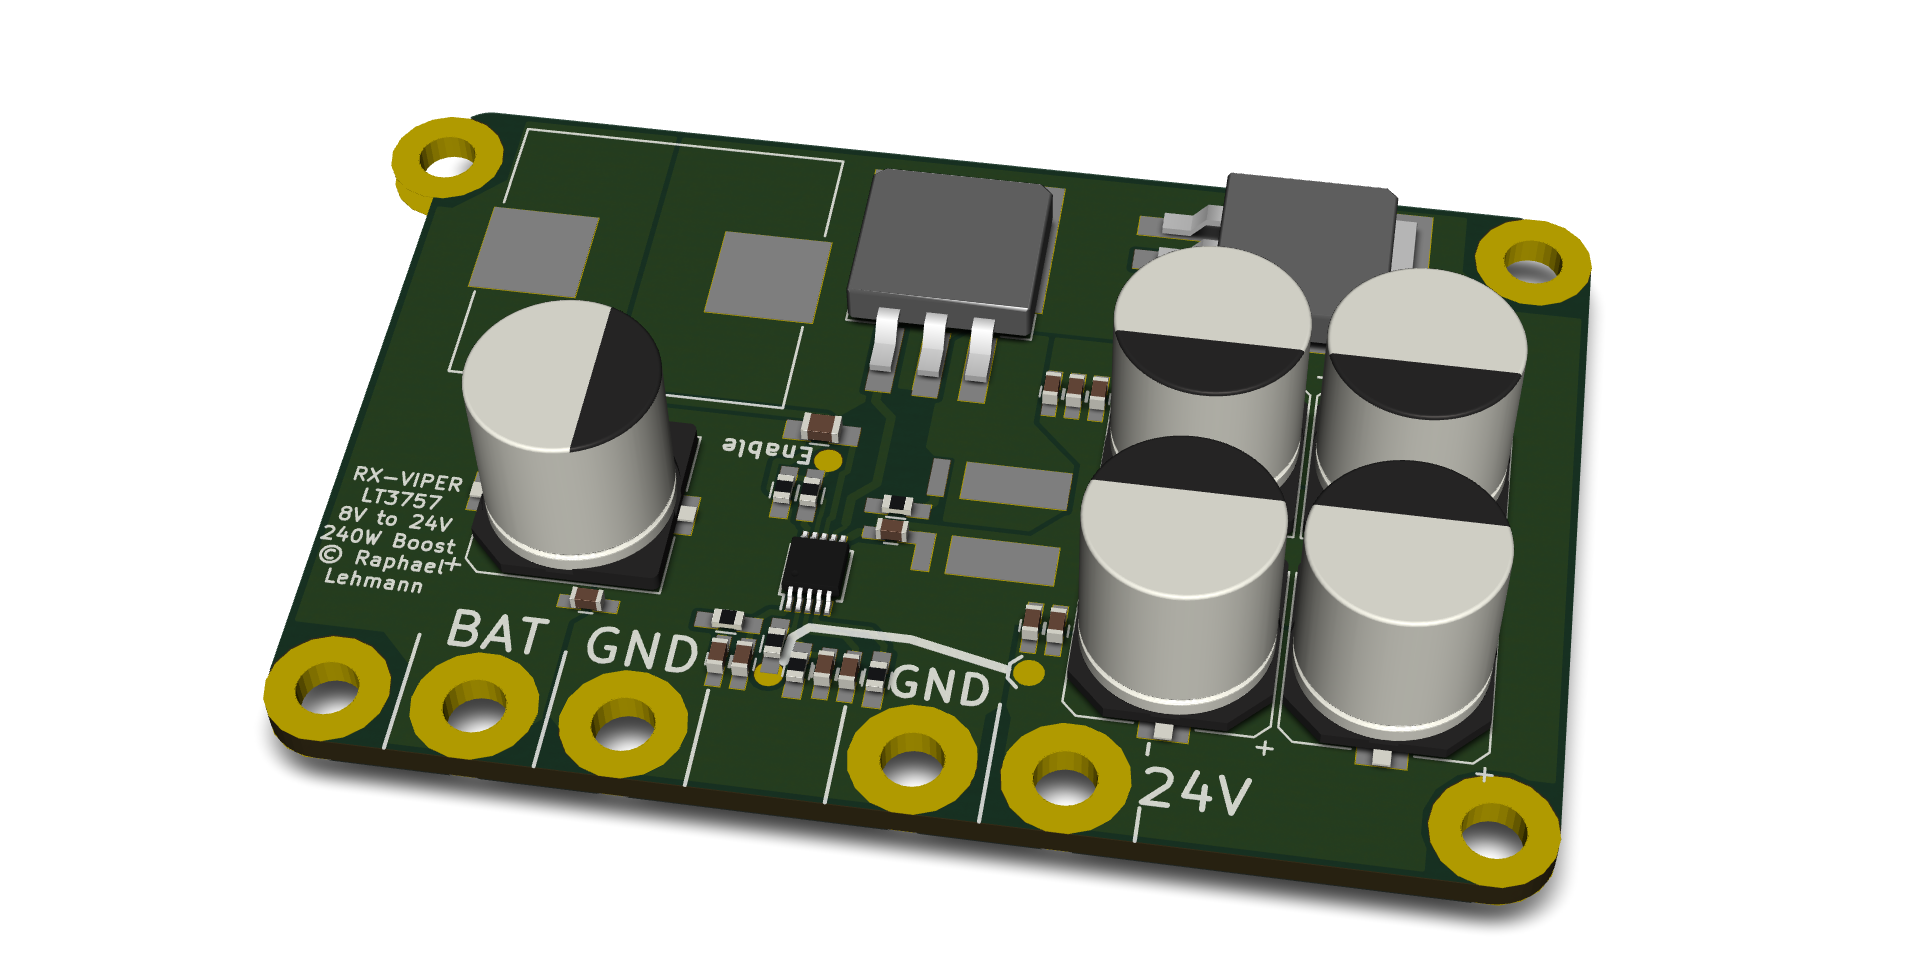 Enable
RX-VIPER
LT3757
8V to 24V
240W Boost
© Raphael
Lehmann
+
BAT
GND
GND
24V
+
+